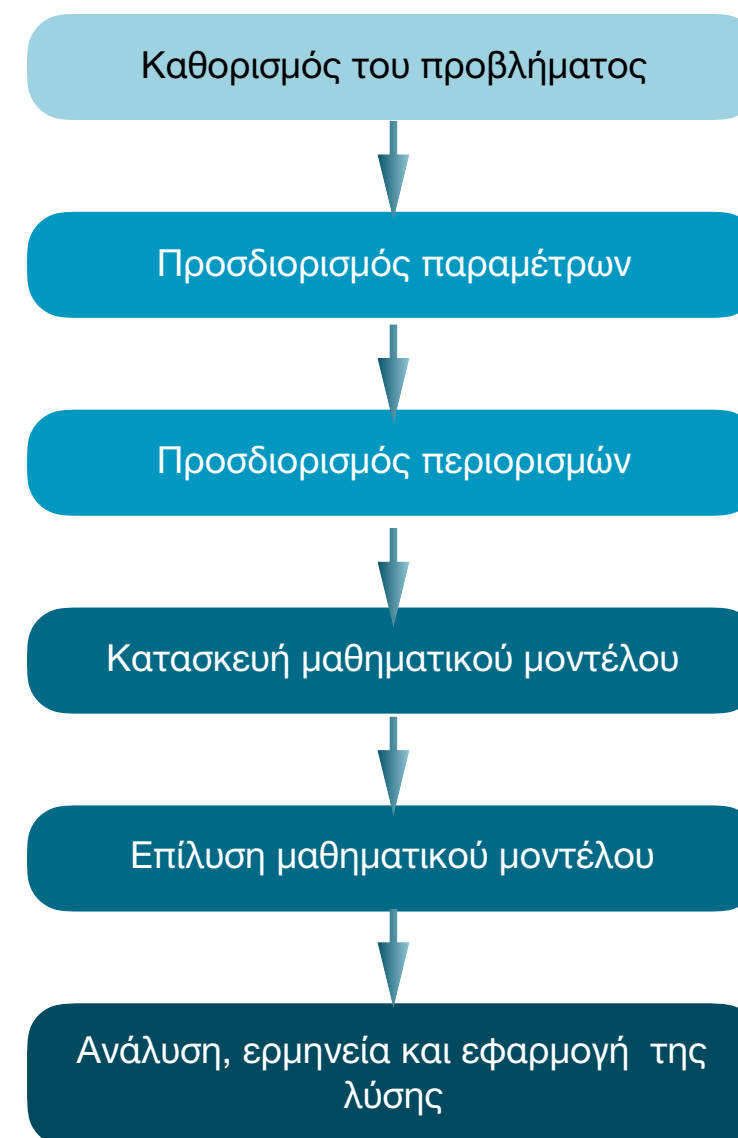 Καθορισμός του προβλήματος
Προσδιορισμός παραμέτρων
Προσδιορισμός περιορισμών
Κατασκευή μαθηματικού μοντέλου
Επίλυση μαθηματικού μοντέλου
Ανάλυση, ερμηνεία και εφαρμογή της
λύσης